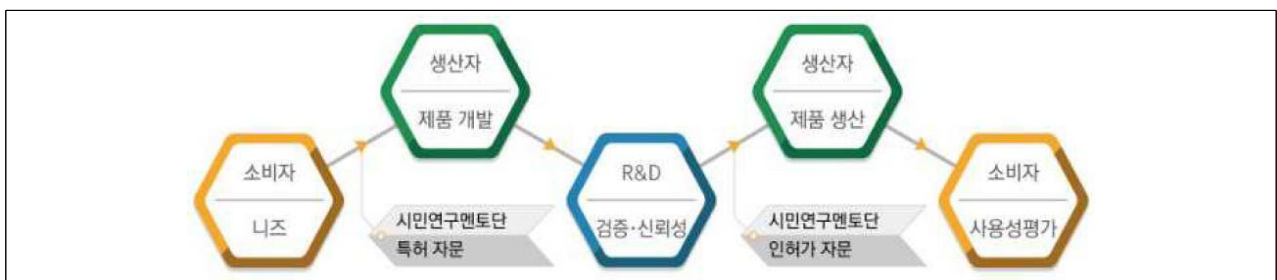 소비자
니즈
생산자
제품 개발
시민연구멘토단
특허 자문
R&D
검증·신뢰성
생산자
제품 생산
시민연구멘토단
인허가 자문
소비자
사용성평가